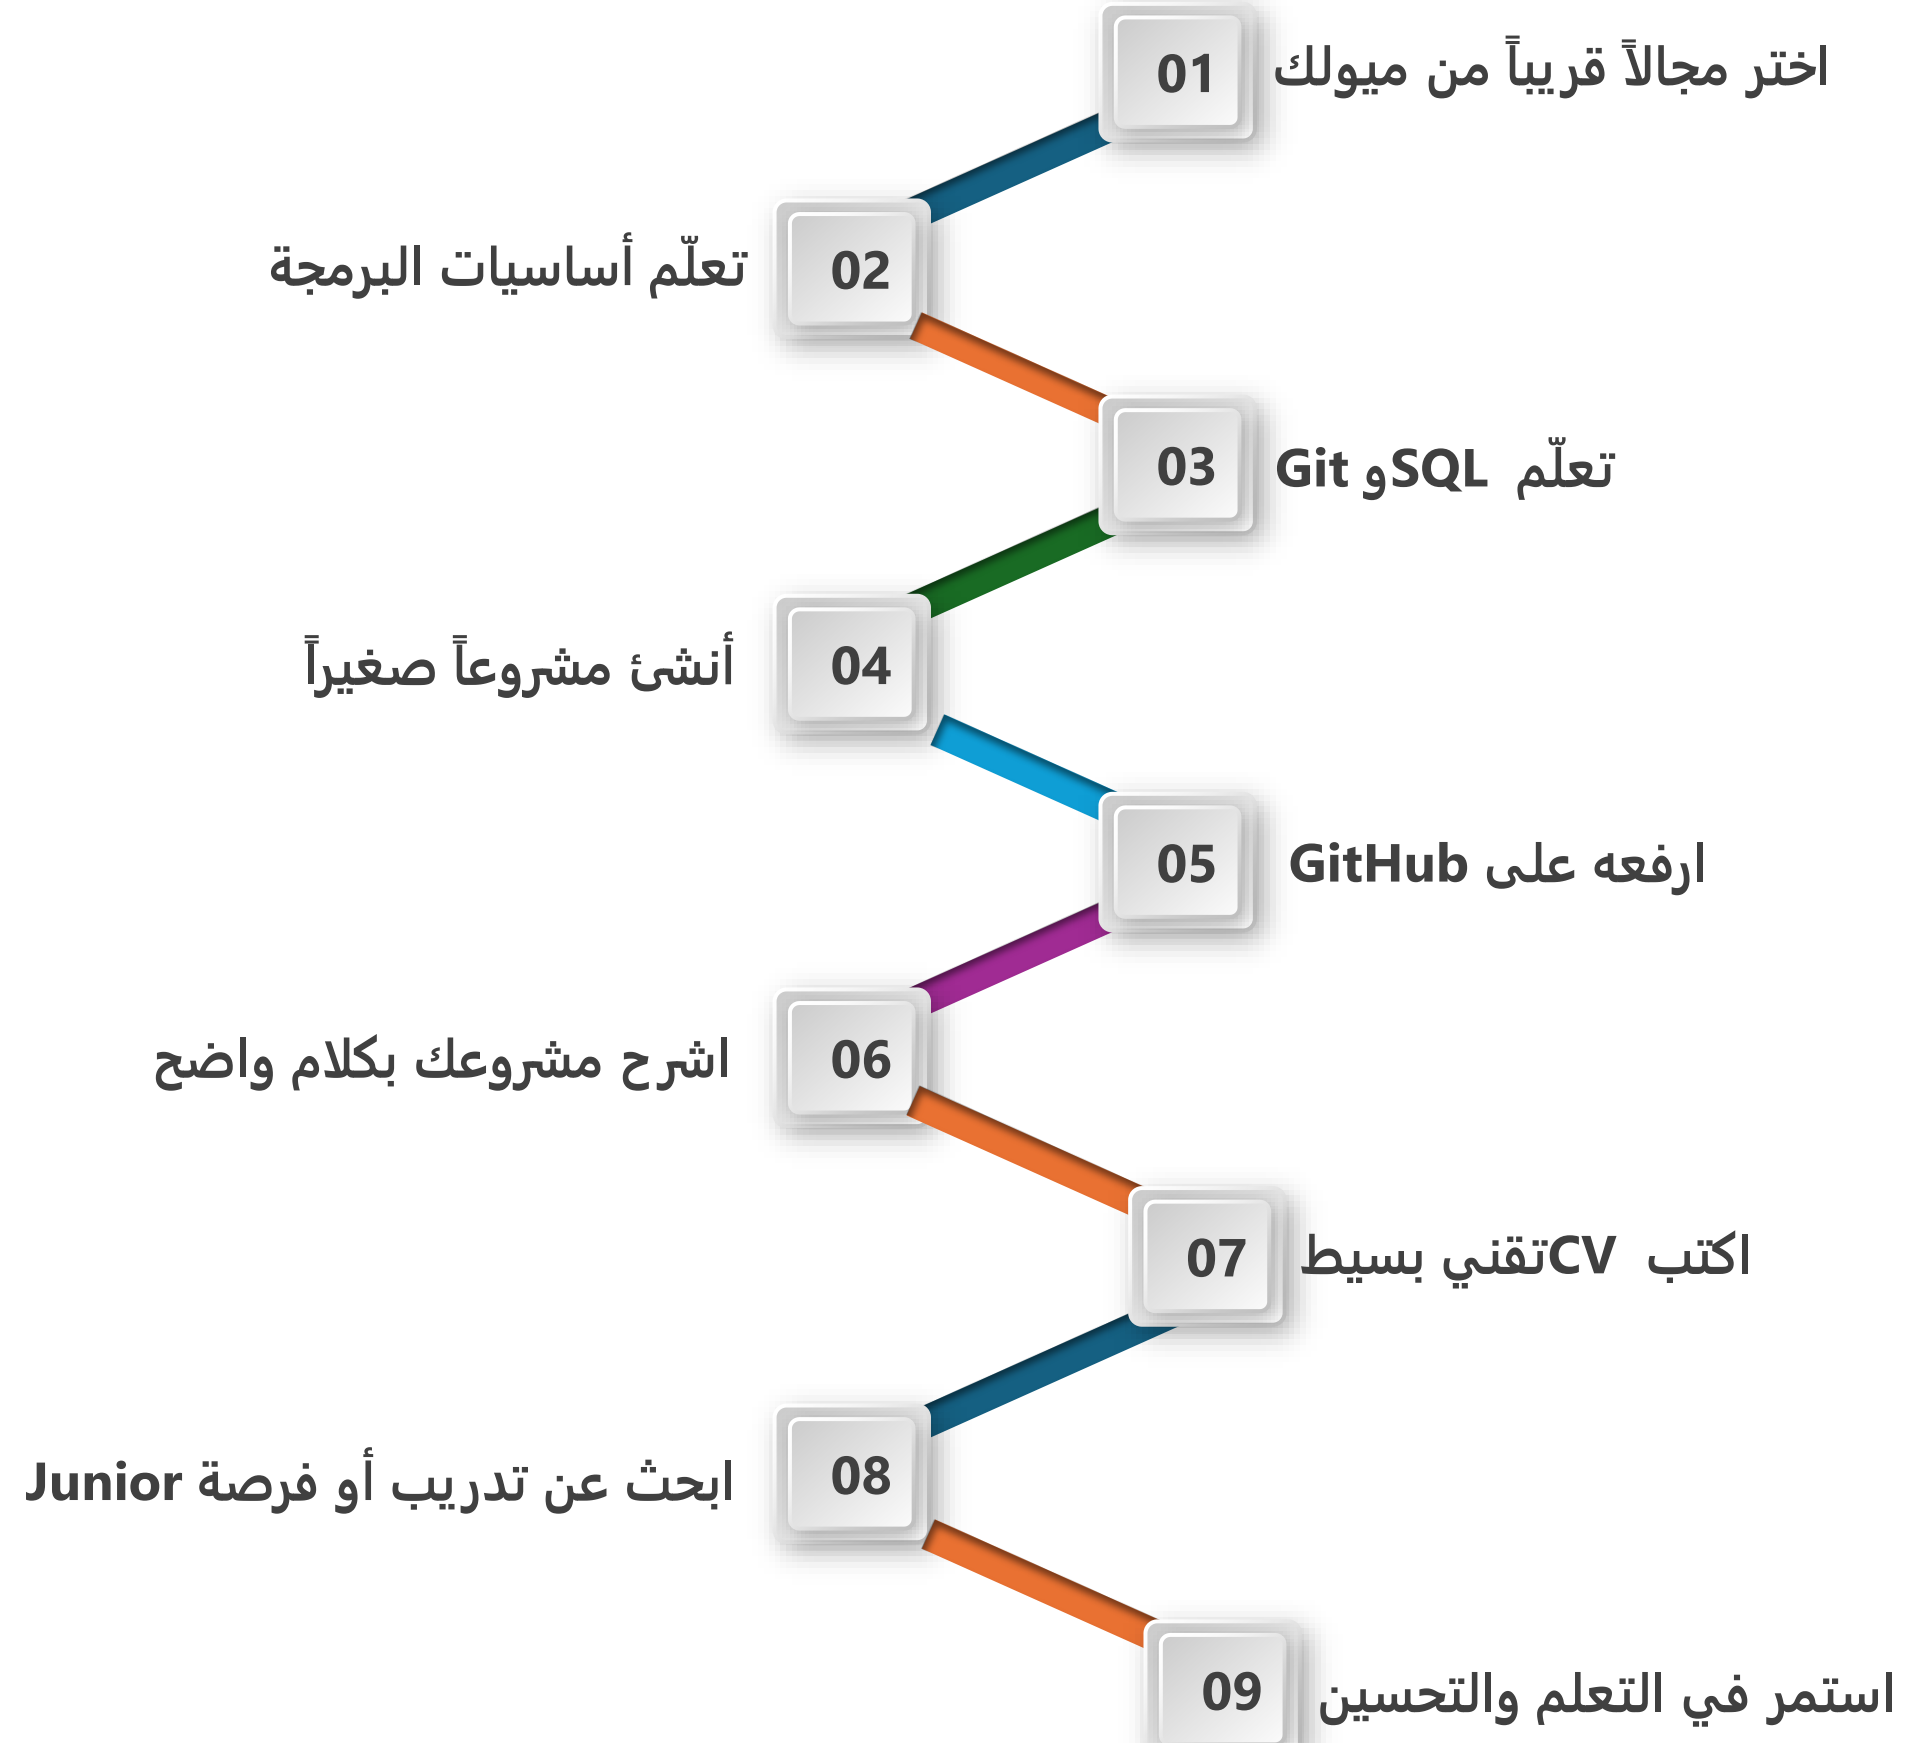 01
اختر مجالاً قريباً من ميولك
02
تعلّم أساسيات البرمجة
03
تعلّم SQL و Git
04
أنشئ مشروعاً صغيراً
05
ارفعه على GitHub
06
اشرح مشروعك بكلام واضح
07
اكتب CV تقني بسيط
08
ابحث عن تدريب أو فرصة Junior
09
استمر في التعلم والتحسين